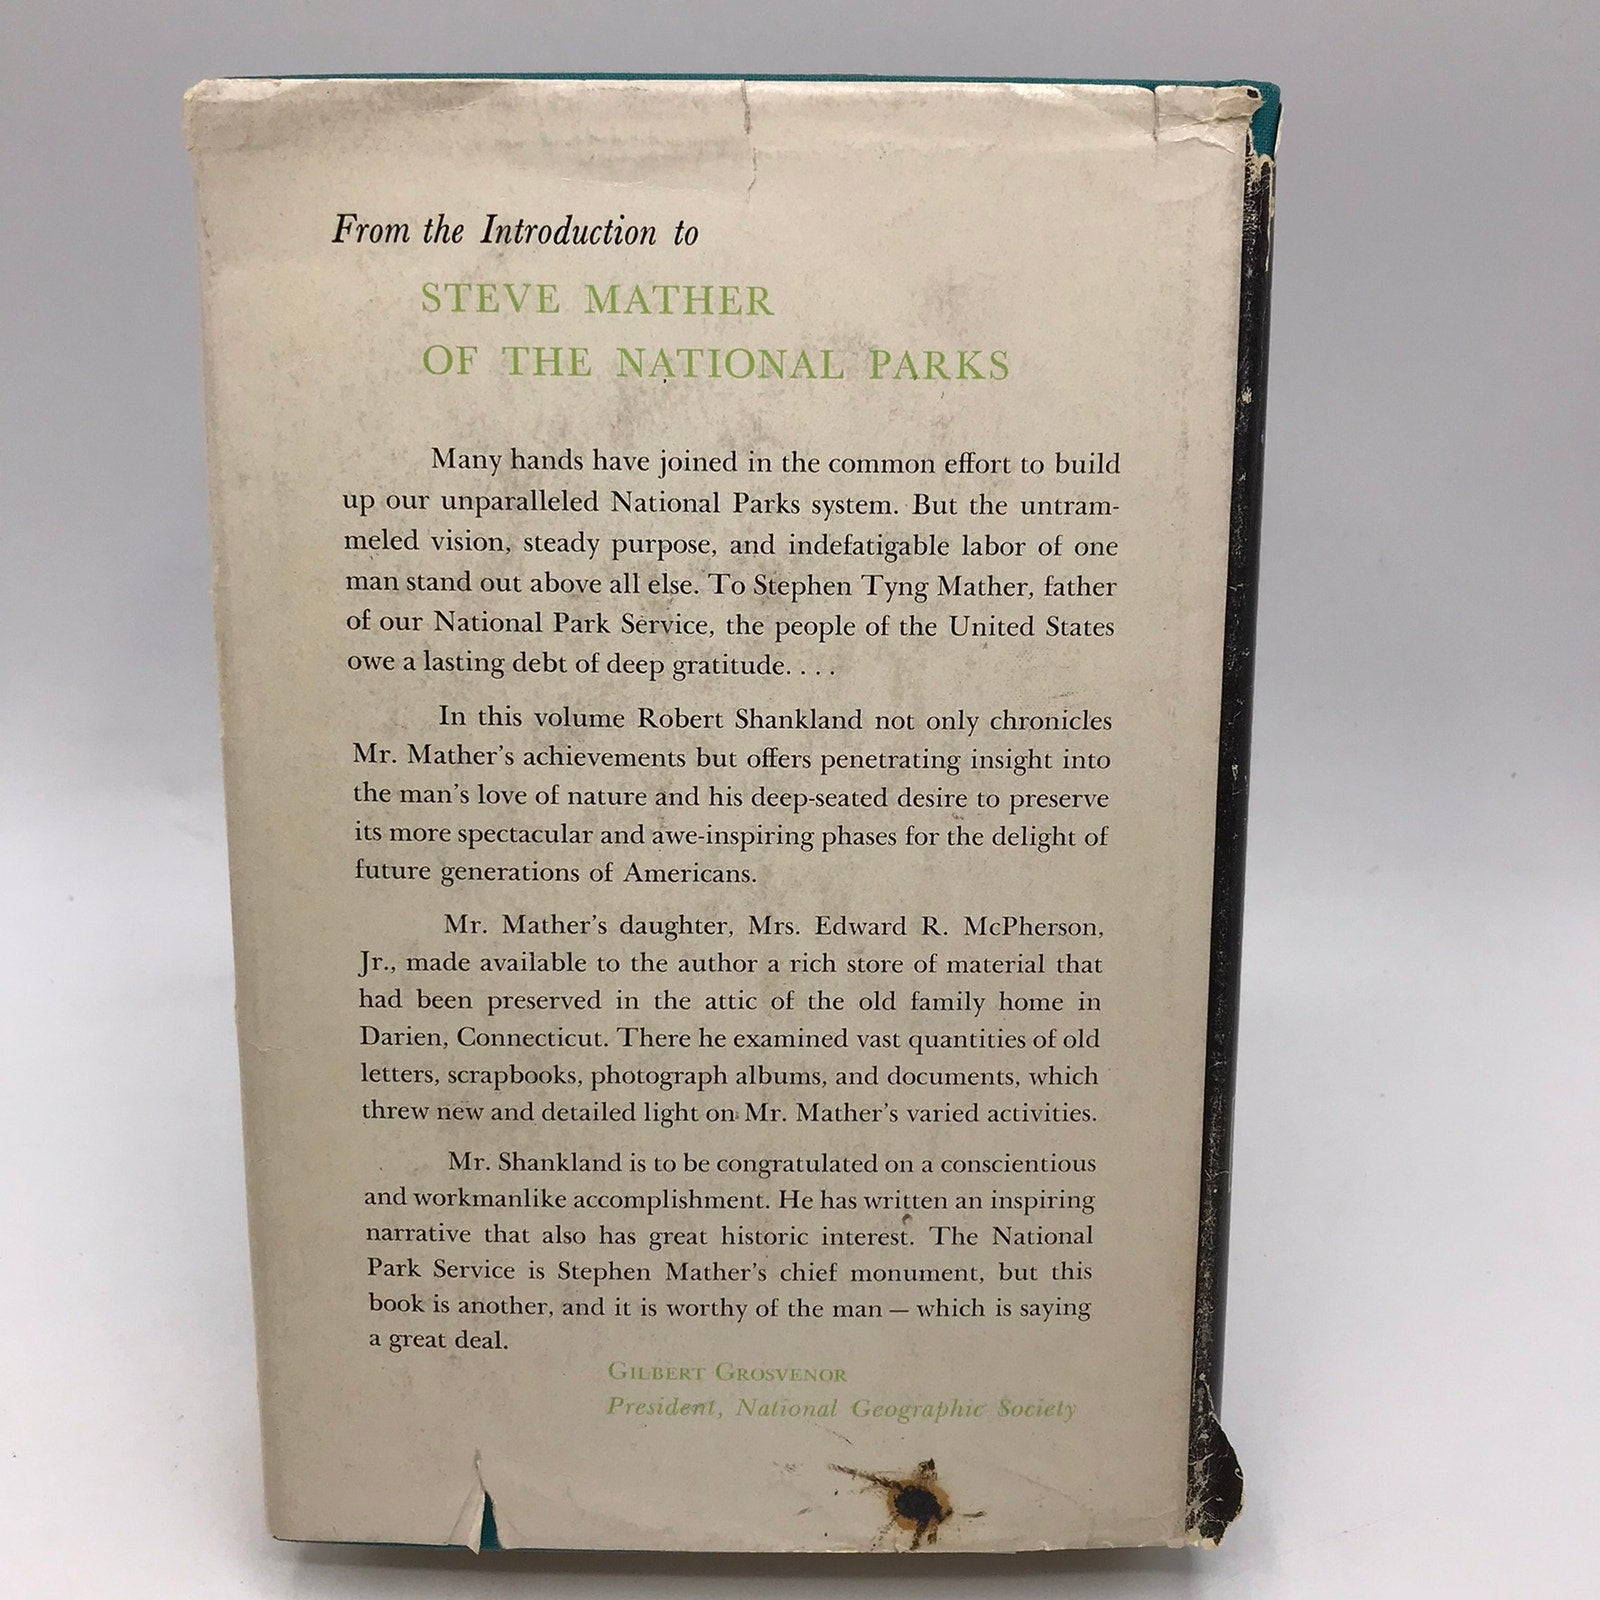 From the Introduction to
STEVE MATHER
OF THE NATIONAL PARKS
Many hands have joined in the common effort to build
up our unparalleled National Parks system. But the untram-
meled vision, steady purpose, and indefatigable labor of one
man stand out above all else. To Stephen Tyng Mather, father
of our National Park Service, the people of the United States
owe a lasting debt of deep gratitude. . . .
In this volume Robert Shankland not only chronicles
Mr. Mather's achievements but offers penetrating insight into
the man's love of nature and his deep-seated desire to preserve
its more spectacular and awe-inspiring phases for the delight of
future generations of Americans.
Mr. Mather's daughter, Mrs. Edward R. McPherson,
Jr., made available to the author a rich store of material that
had been preserved in the attic of the old family home in
Darien, Connecticut. There he examined vast quantities of old
letters, scrapbooks, photograph albums, and documents, which
threw new and detailed light on Mr. Mather's varied activities.
Mr. Shankland is to be congratulated on a conscientious
and workmanlike accomplishment. He has written an inspiring
narrative that also has great historic interest. The National
Park Service is Stephen Mather's chief monument, but this
book is another, and it is worthy of the man — which is saying
a great deal.
GILBERT GROSVENOR
President, National Geographic Society